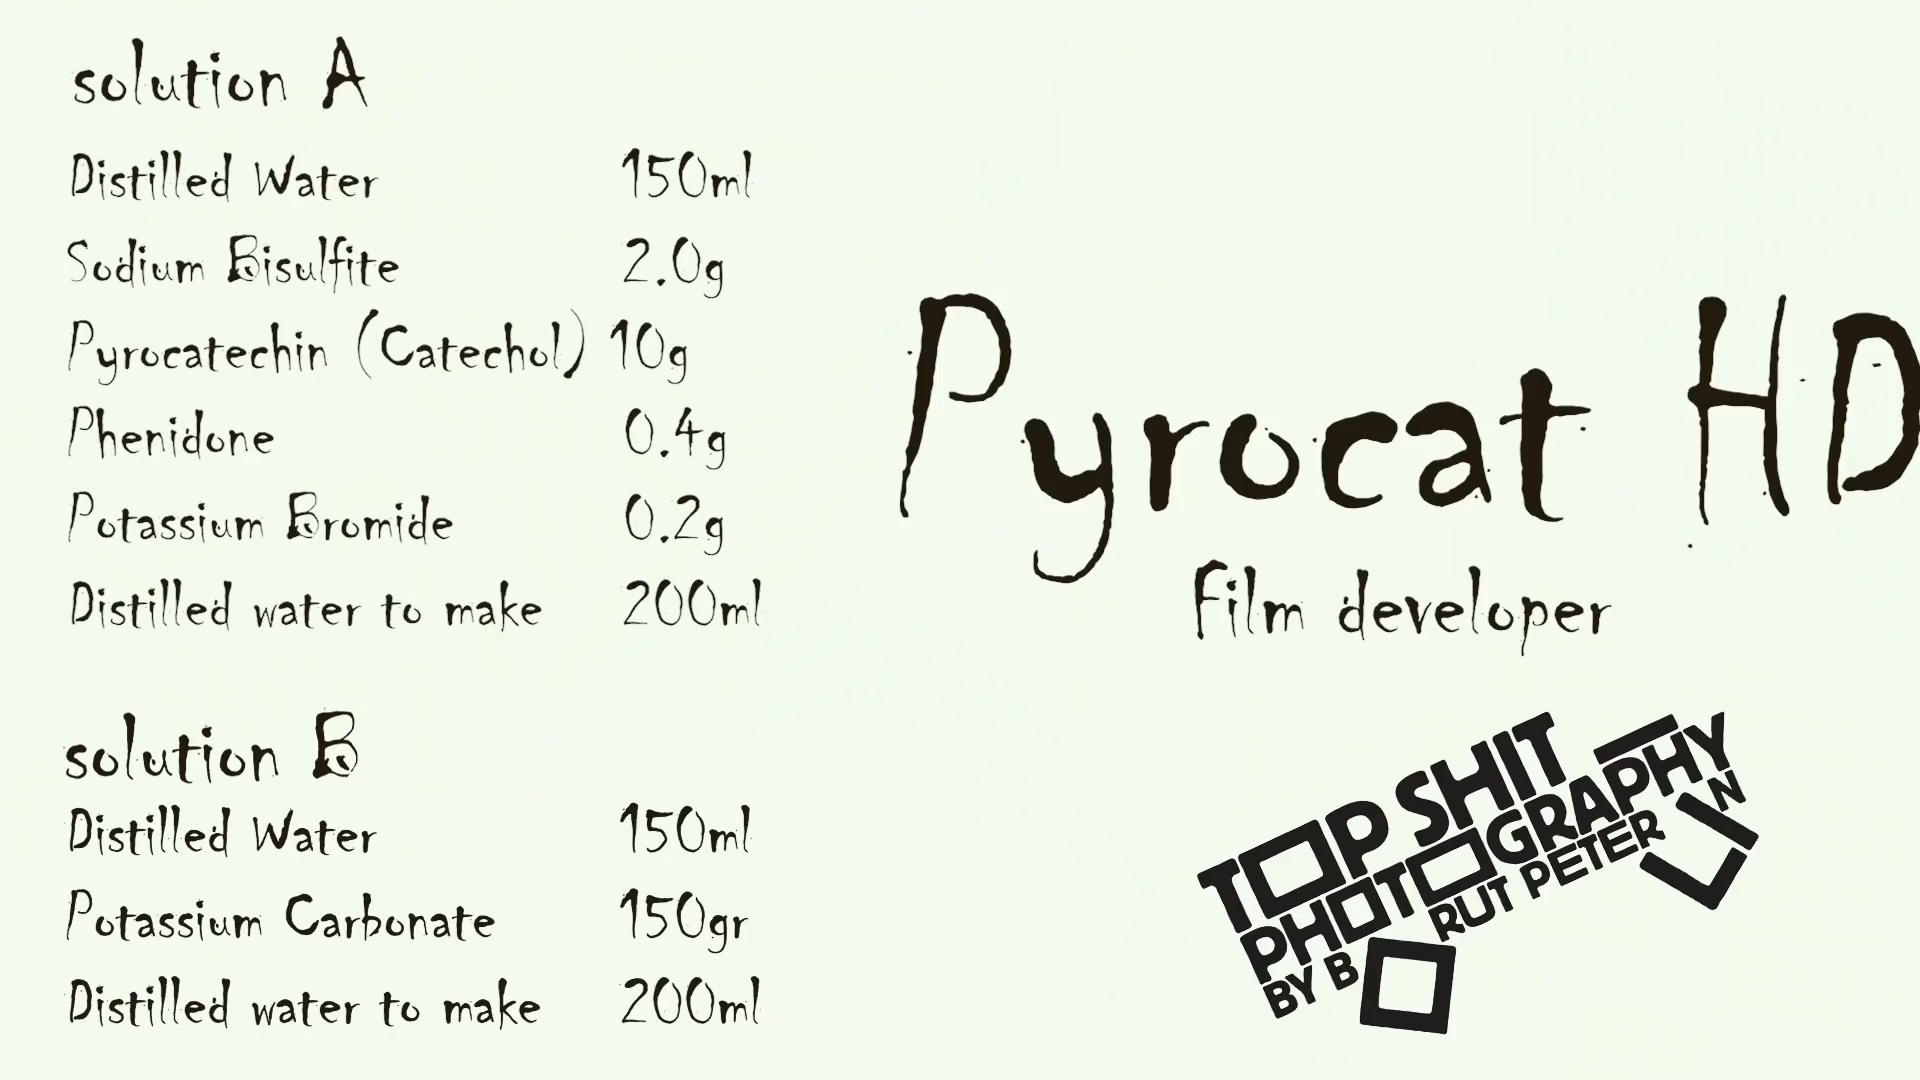 solution A
Distilled Water 150ml
Sodium Bisulfite 2.0g
Pyrocatechin (Catechol) 10g
Phenidone 0.4g
Potassium Bromide 0.2g
Distilled water to make 200ml
solution B
Distilled Water 150ml
Potassium Carbonate 150gr
Distilled water to make 200ml
Pyrocat HD
Film developer
TOP SHIT
PHOTOGRAPHY
BY BORUT PETERLIN